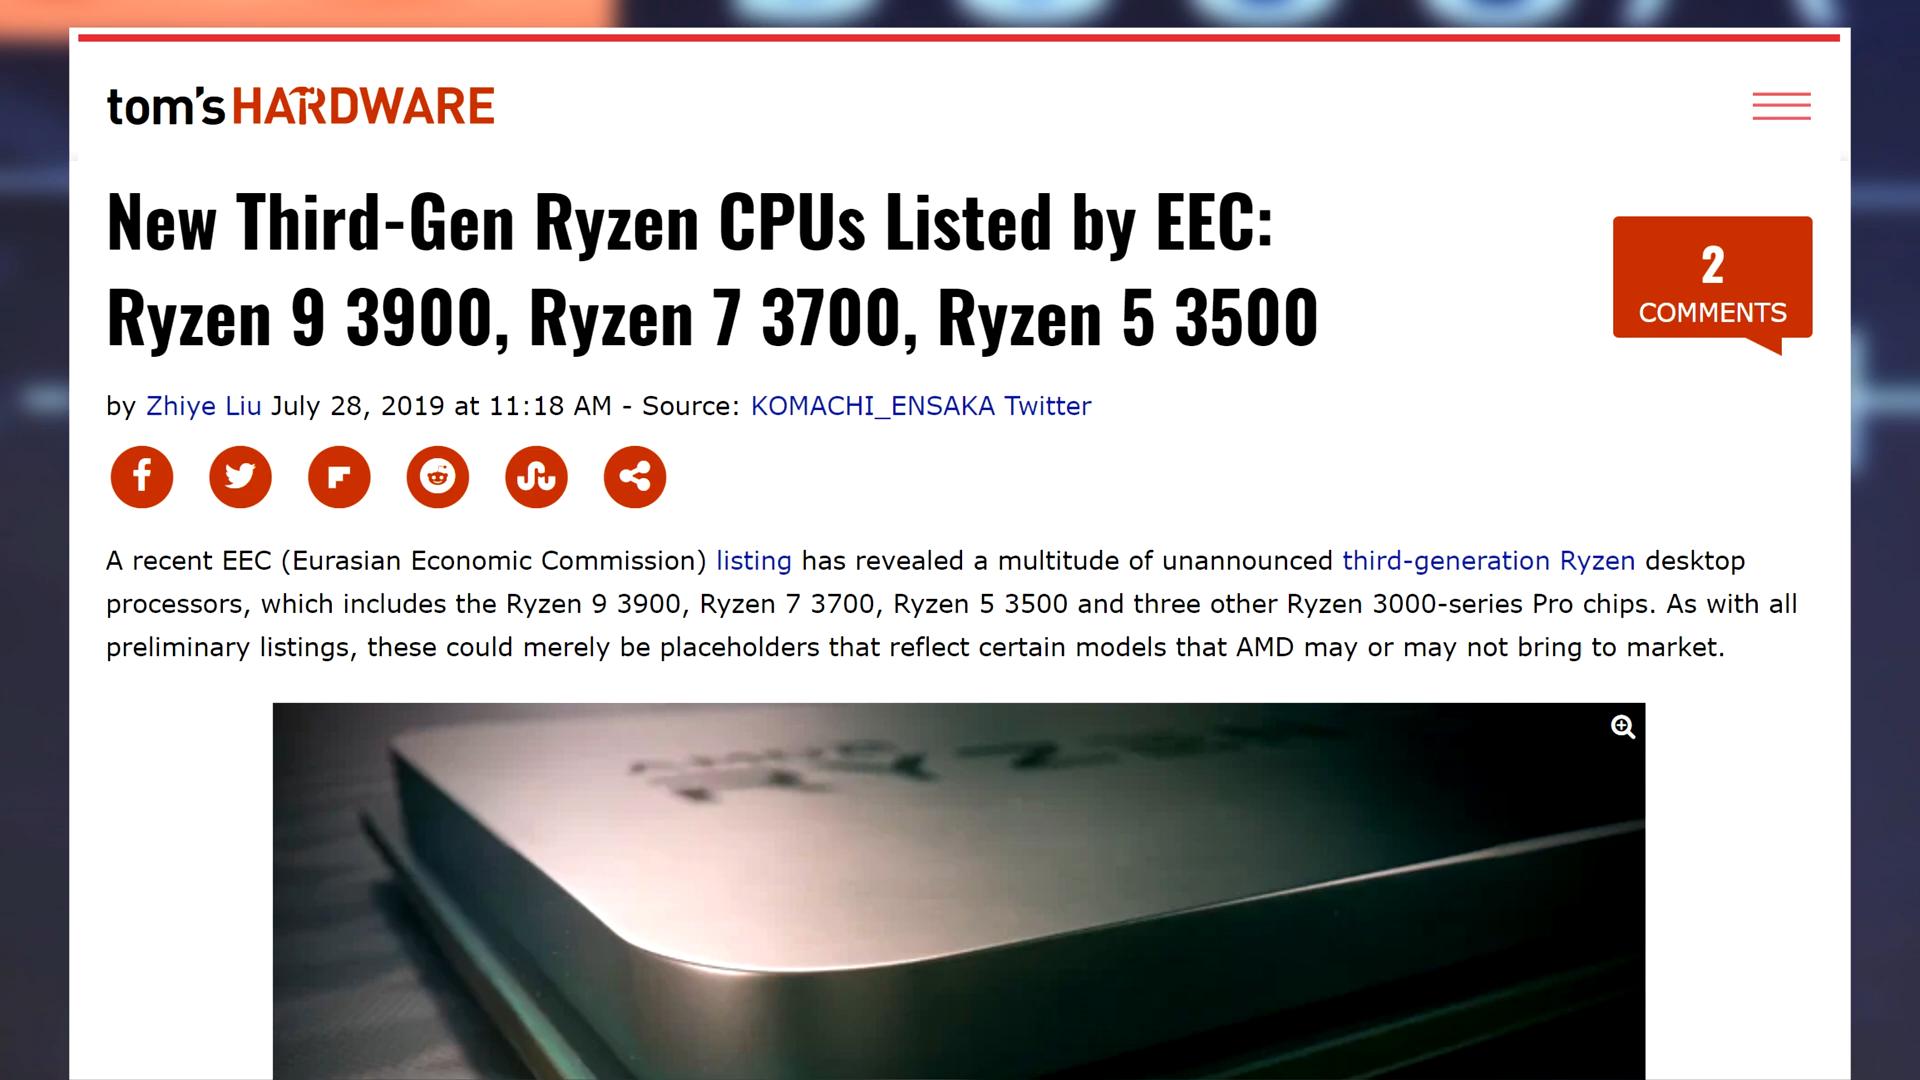 tom's HARDWARE
New Third-Gen Ryzen CPUs Listed by EEC:
Ryzen 9 3900, Ryzen 7 3700, Ryzen 5 3500
2
COMMENTS
by Zhiye Liu July 28, 2019 at 11:18 AM - Source: KOMACHI_ENSAKA Twitter
A recent EEC (Eurasian Economic Commission) listing has revealed a multitude of unannounced third-generation Ryzen desktop
processors, which includes the Ryzen 9 3900, Ryzen 7 3700, Ryzen 5 3500 and three other Ryzen 3000-series Pro chips. As with all
preliminary listings, these could merely be placeholders that reflect certain models that AMD may or may not bring to market.
RYZEN